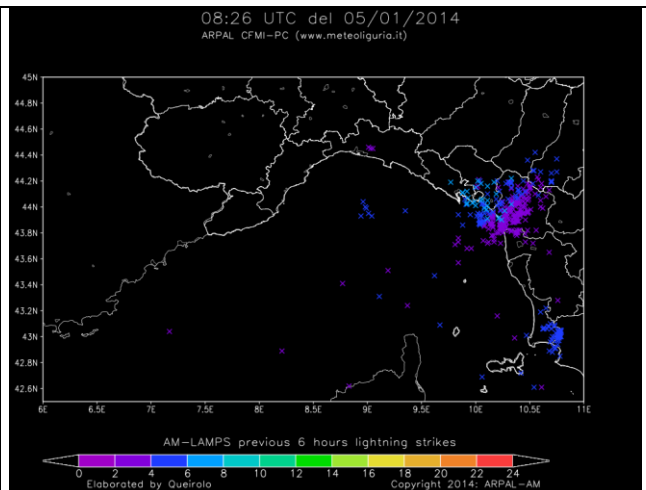 08:26 UTC del 05/01/2014
ARPAL CFMI-PC (www.meteoliguria.it)
45N
44.8N
44.6N
44.4N
44.2N
44N
43.8N
43.6N
43.4N
43.2N
43N
42.8N
42.6N
6E 6.5E 7E 7.5E 8E 8.5E 9E 9.5E 10E 10.5E 11E
AM-LAMPS previous 6 hours lightning strikes
0 2 4 6 8 10 12 14 16 18 20 22 24
Elaborated by Queirolo Copyright 2014: ARPAL-AM